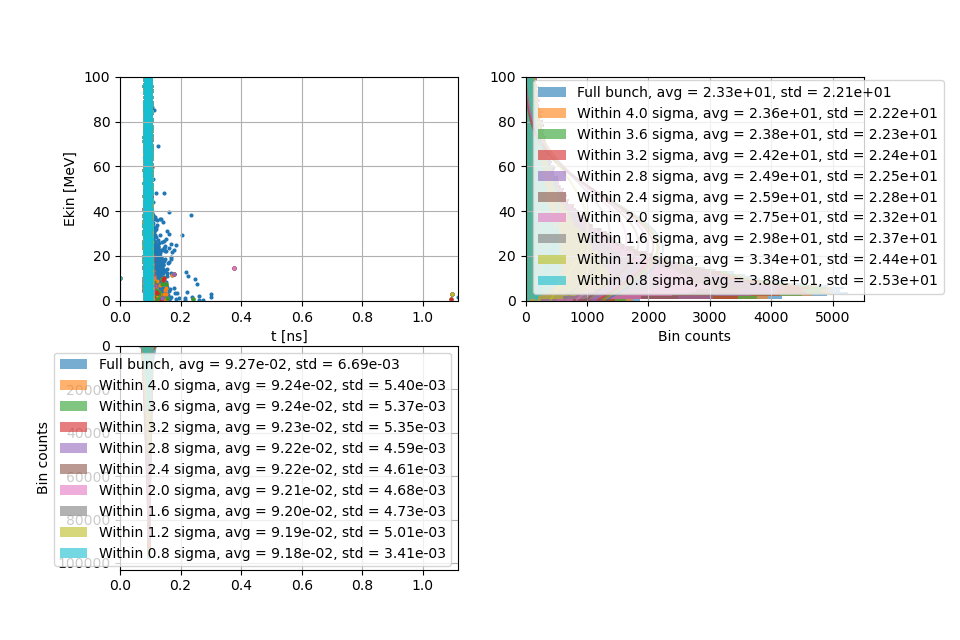 100
80
60
40
20
0
Ekin [MeV]
0.0 0.2 0.4 0.6 0.8 1.0
t [ns]
100
80
60
40
20
0
Full bunch, avg = 2.33e+01, std = 2.21e+01
Within 4.0 sigma, avg = 2.36e+01, std = 2.22e+01
Within 3.6 sigma, avg = 2.38e+01, std = 2.23e+01
Within 3.2 sigma, avg = 2.42e+01, std = 2.24e+01
Within 2.8 sigma, avg = 2.49e+01, std = 2.25e+01
Within 2.4 sigma, avg = 2.59e+01, std = 2.28e+01
Within 2.0 sigma, avg = 2.75e+01, std = 2.32e+01
Within 1.6 sigma, avg = 2.98e+01, std = 2.37e+01
Within 1.2 sigma, avg = 3.34e+01, std = 2.44e+01
Within 0.8 sigma, avg = 3.88e+01, std = 2.53e+01
0 1000 2000 3000 4000 5000
Bin counts
0
20000
40000
60000
80000
100000
Bin counts
Full bunch, avg = 9.27e-02, std = 6.69e-03
Within 4.0 sigma, avg = 9.24e-02, std = 5.40e-03
Within 3.6 sigma, avg = 9.24e-02, std = 5.37e-03
Within 3.2 sigma, avg = 9.23e-02, std = 5.35e-03
Within 2.8 sigma, avg = 9.22e-02, std = 4.59e-03
Within 2.4 sigma, avg = 9.22e-02, std = 4.61e-03
Within 2.0 sigma, avg = 9.21e-02, std = 4.68e-03
Within 1.6 sigma, avg = 9.20e-02, std = 4.73e-03
Within 1.2 sigma, avg = 9.19e-02, std = 5.01e-03
Within 0.8 sigma, avg = 9.18e-02, std = 3.41e-03
0.0 0.2 0.4 0.6 0.8 1.0